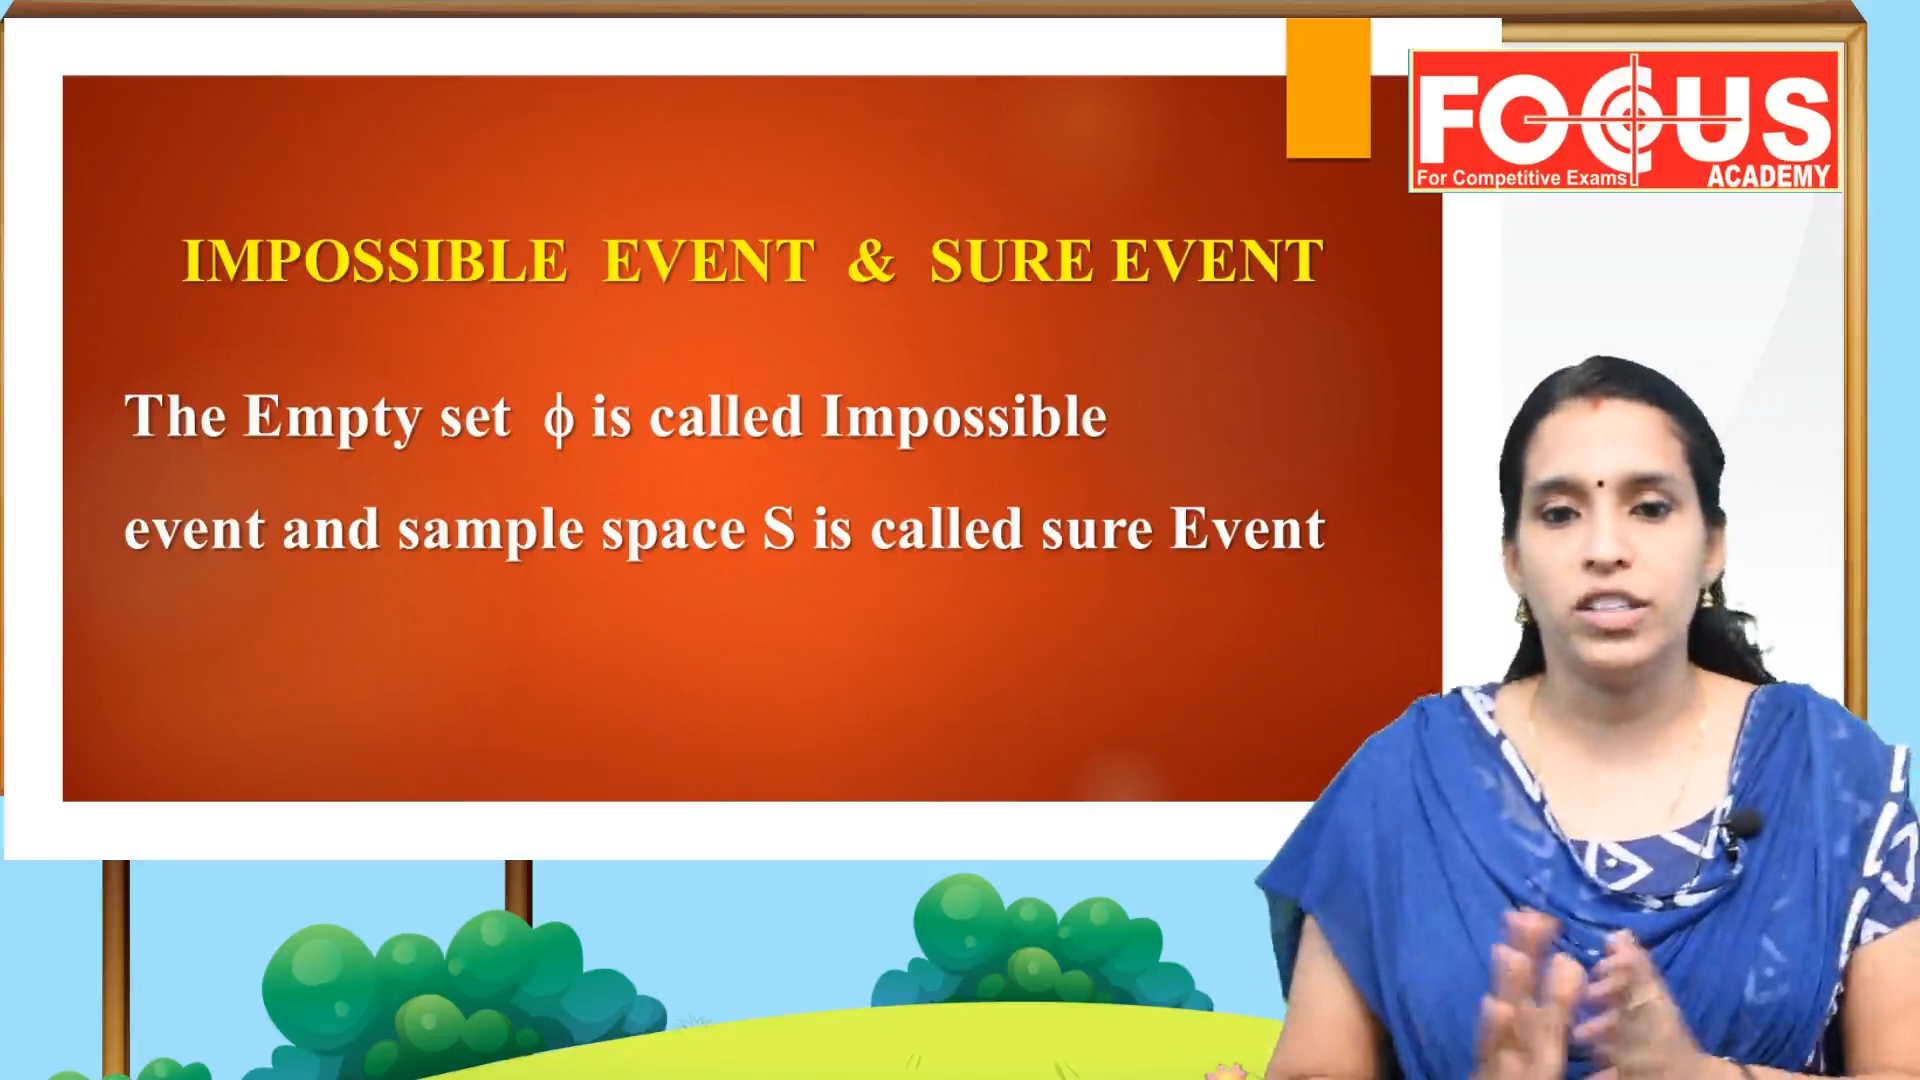 FOCUS
For Competitive Exams
ACADEMY
IMPOSSIBLE EVENT & SURE EVENT
The Empty set ϕ is called Impossible
event and sample space S is called sure Event